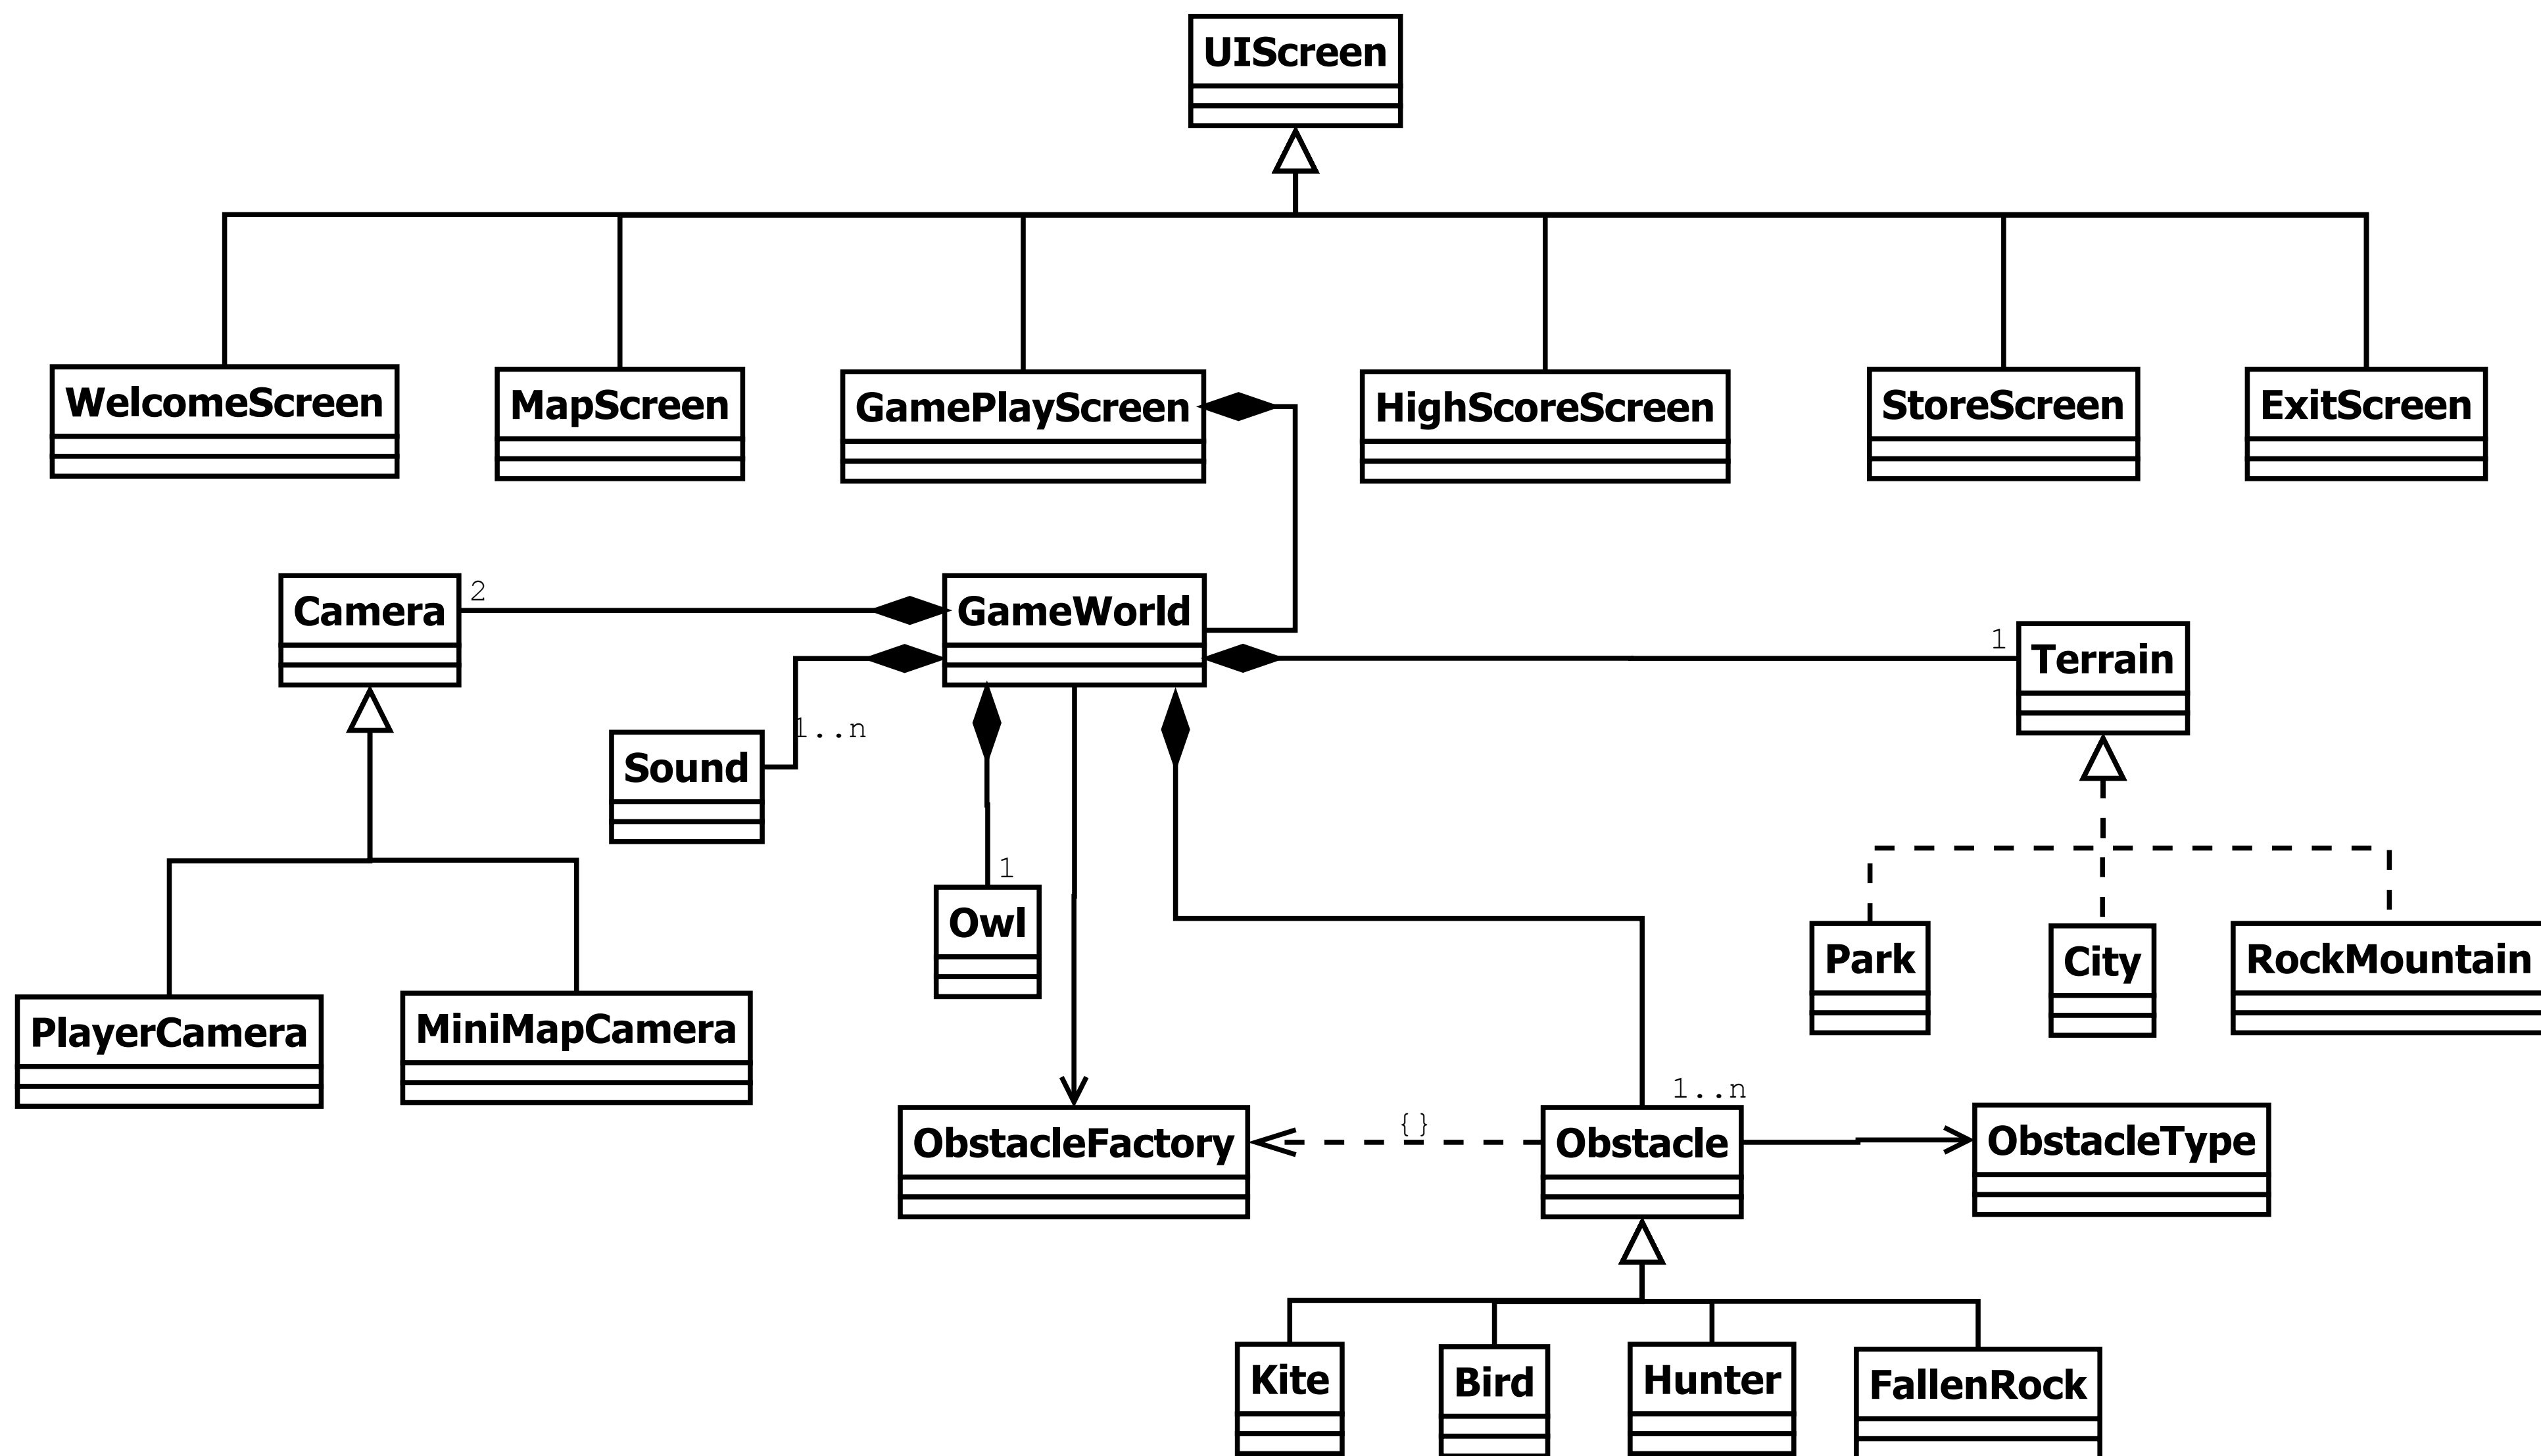 UIScreen
WelcomeScreen
MapScreen
GamePlayScreen
HighScoreScreen
StoreScreen
ExitScreen
Camera
2
GameWorld
1
Terrain
Sound
1..n
1
Owl
Park
City
RockMountain
PlayerCamera
MiniMapCamera
1..n
ObstacleFactory
{}
Obstacle
ObstacleType
Kite
Bird
Hunter
FallenRock